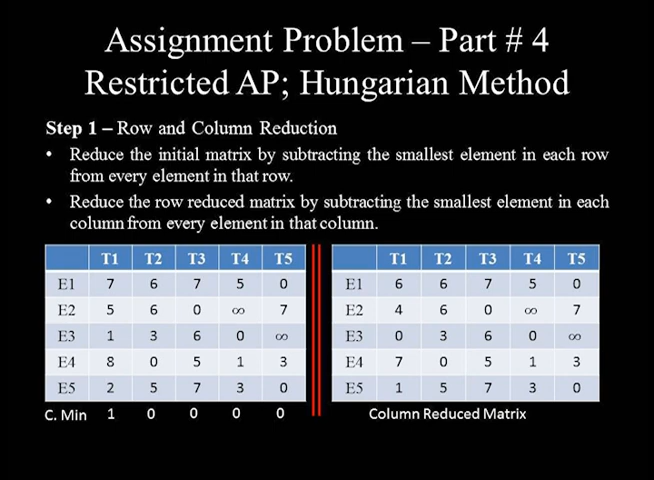 Assignment Problem – Part # 4
Restricted AP; Hungarian Method
Step 1 – Row and Column Reduction
• Reduce the initial matrix by subtracting the smallest element in each row
from every element in that row.
• Reduce the row reduced matrix by subtracting the smallest element in each
column from every element in that column.
T1 T2 T3 T4 T5
E1 7 6 7 5 0
E2 5 6 0 ∞ 7
E3 1 3 6 0 ∞
E4 8 0 5 1 3
E5 2 5 7 3 0
C. Min 1 0 0 0 0
T1 T2 T3 T4 T5
E1 6 6 7 5 0
E2 4 6 0 ∞ 7
E3 0 3 6 0 ∞
E4 7 0 5 1 3
E5 1 5 7 3 0
Column Reduced Matrix